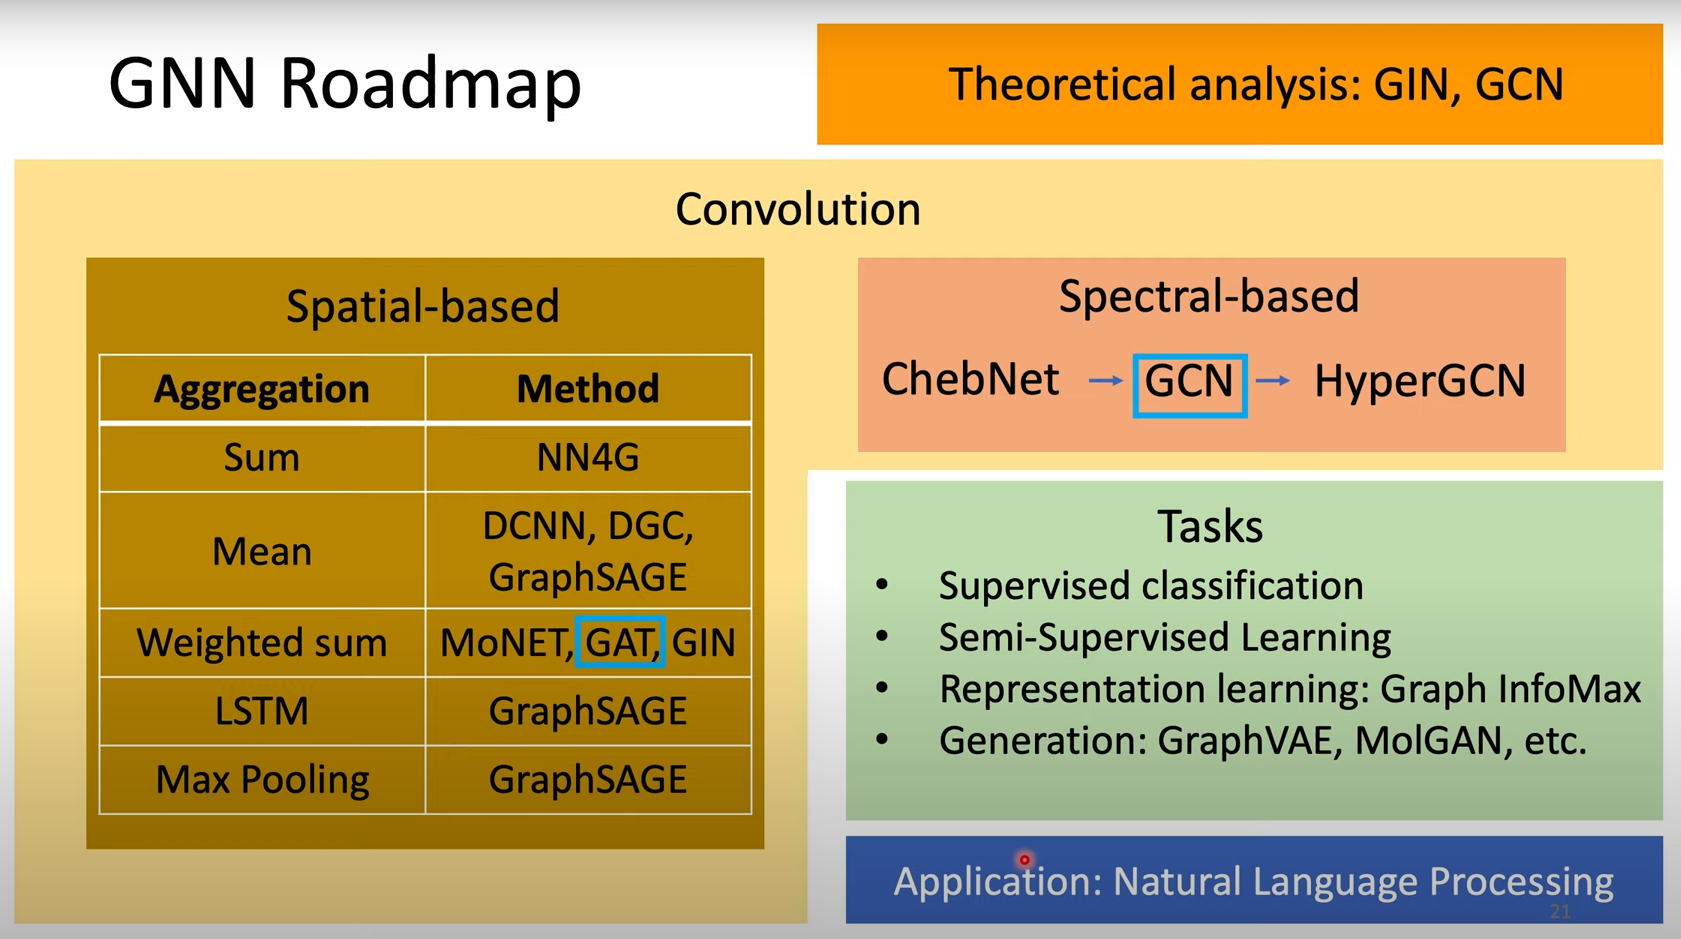 GNN Roadmap
Theoretical analysis: GIN, GCN
Convolution
Spatial-based
Aggregation Method
Sum NN4G
Mean DCNN, DGC,
GraphSAGE
Weighted sum MoNET, GAT, GIN
LSTM GraphSAGE
Max Pooling GraphSAGE
Spectral-based
ChebNet → GCN → HyperGCN
Tasks
• Supervised classification
• Semi-Supervised Learning
• Representation learning: Graph InfoMax
• Generation: GraphVAE, MolGAN, etc.
Application: Natural Language Processing
21